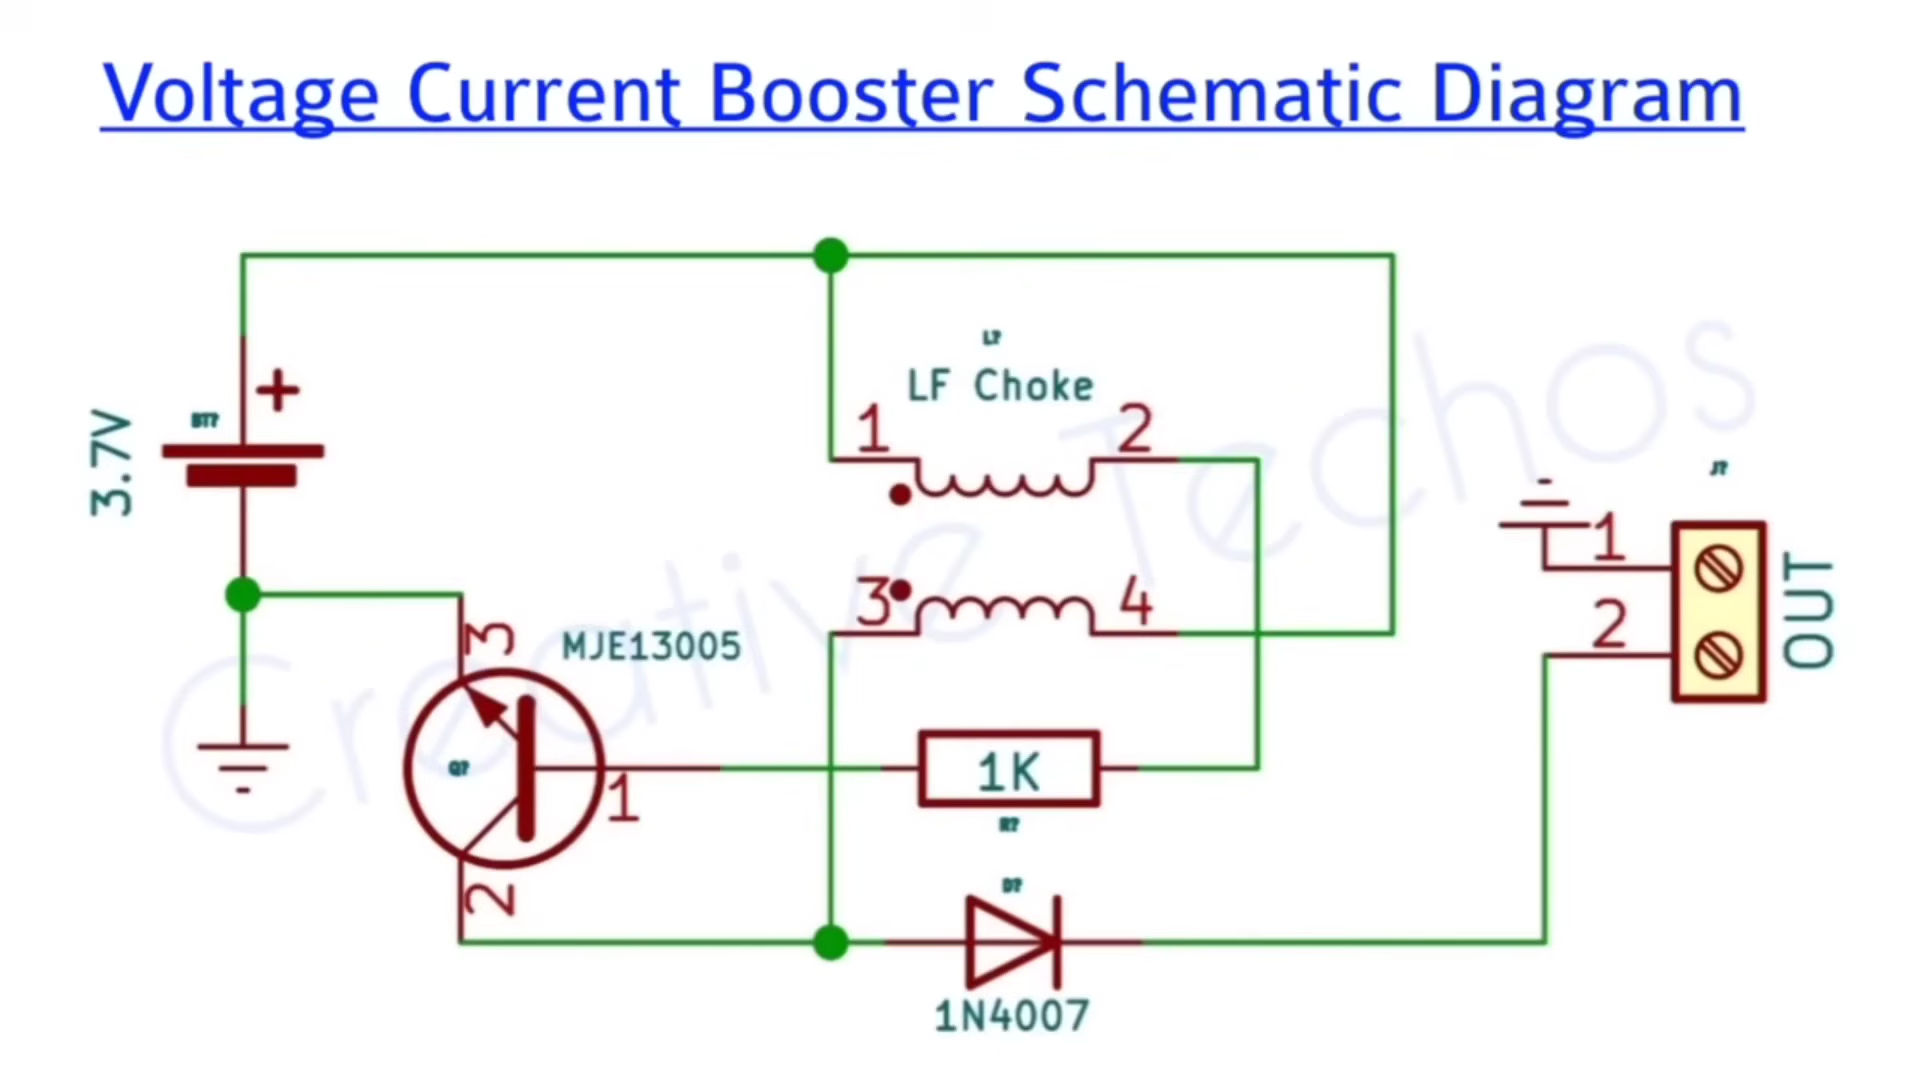 Voltage Current Booster Schematic Diagram
L?
LF Choke
+
BT?
3.7V
1
2
J?
1
3
4
2
OUT
3
MJE13005
Q?
1
1K
R?
2
D?
1N4007
Creative Techos